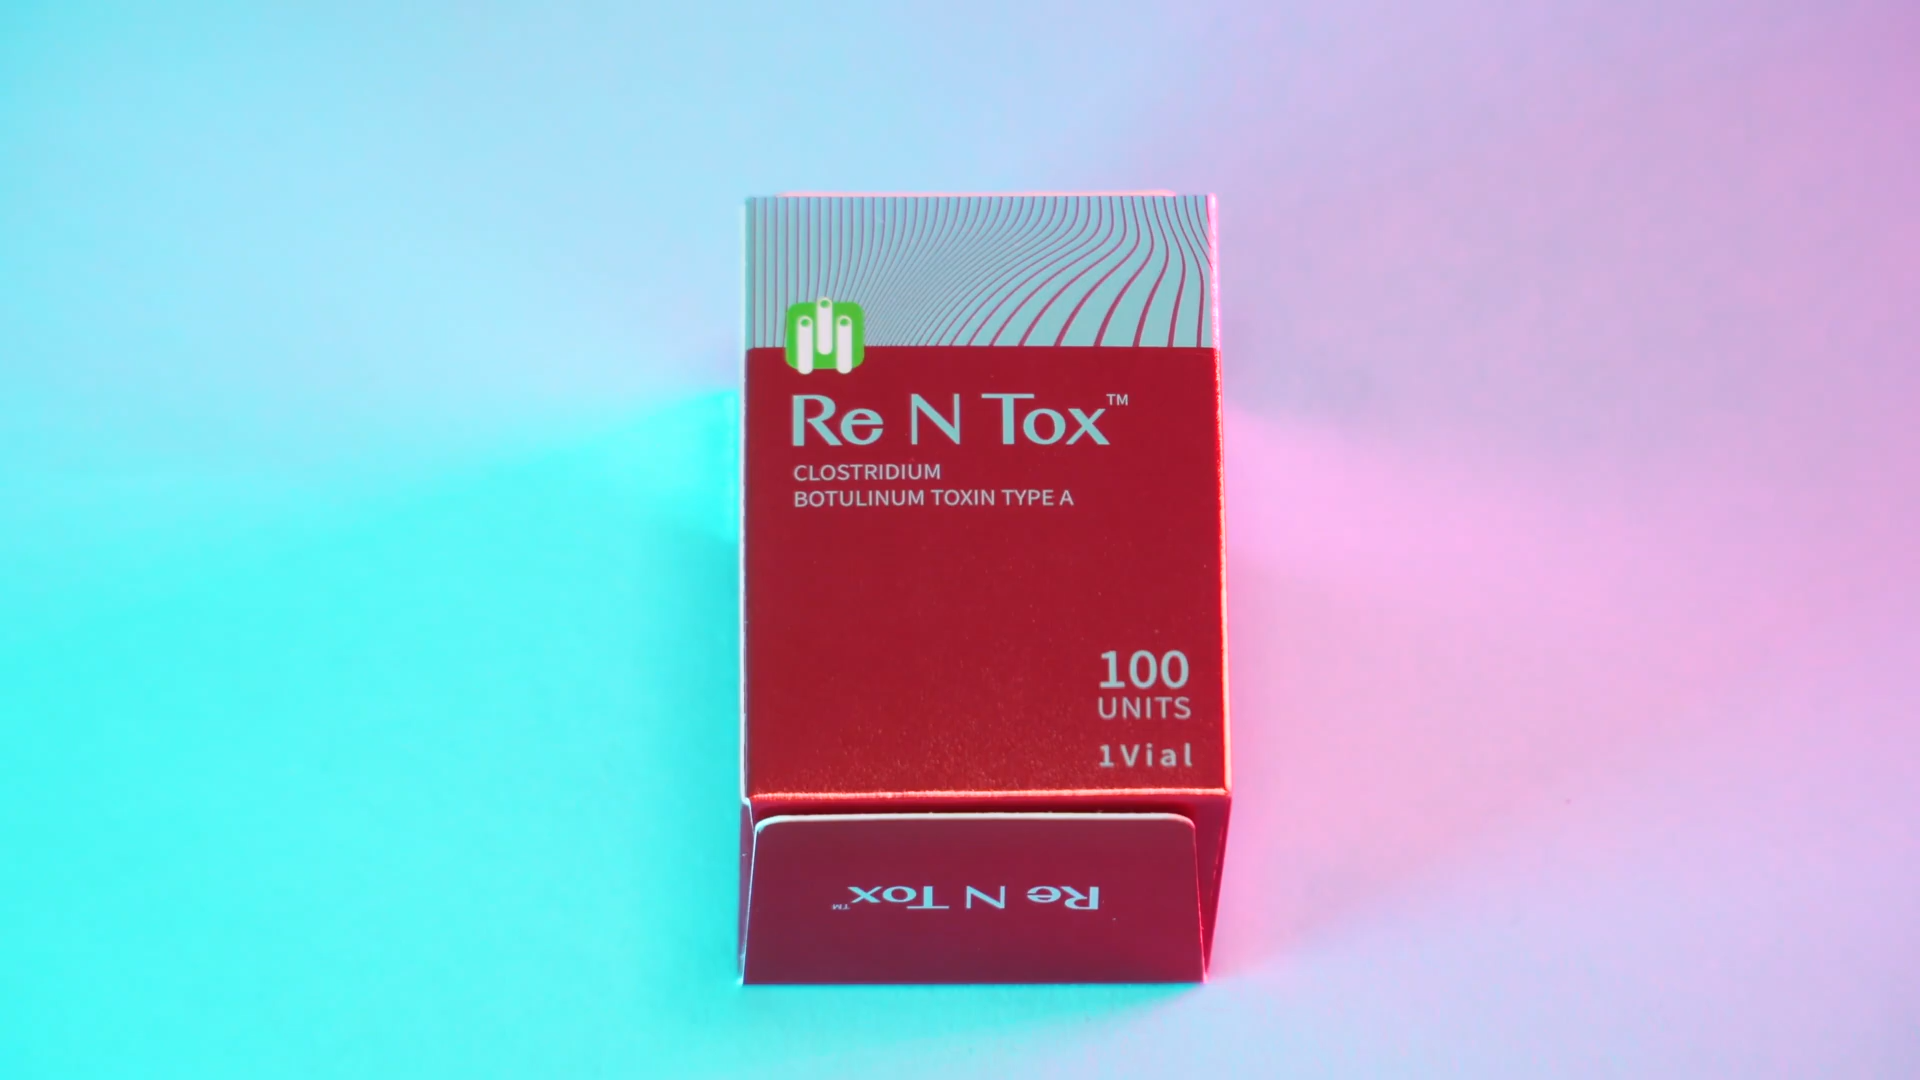 Re N Tox™
CLOSTRIDIUM
BOTULINUM TOXIN TYPE A
100
UNITS
1Vial
Re N Tox™